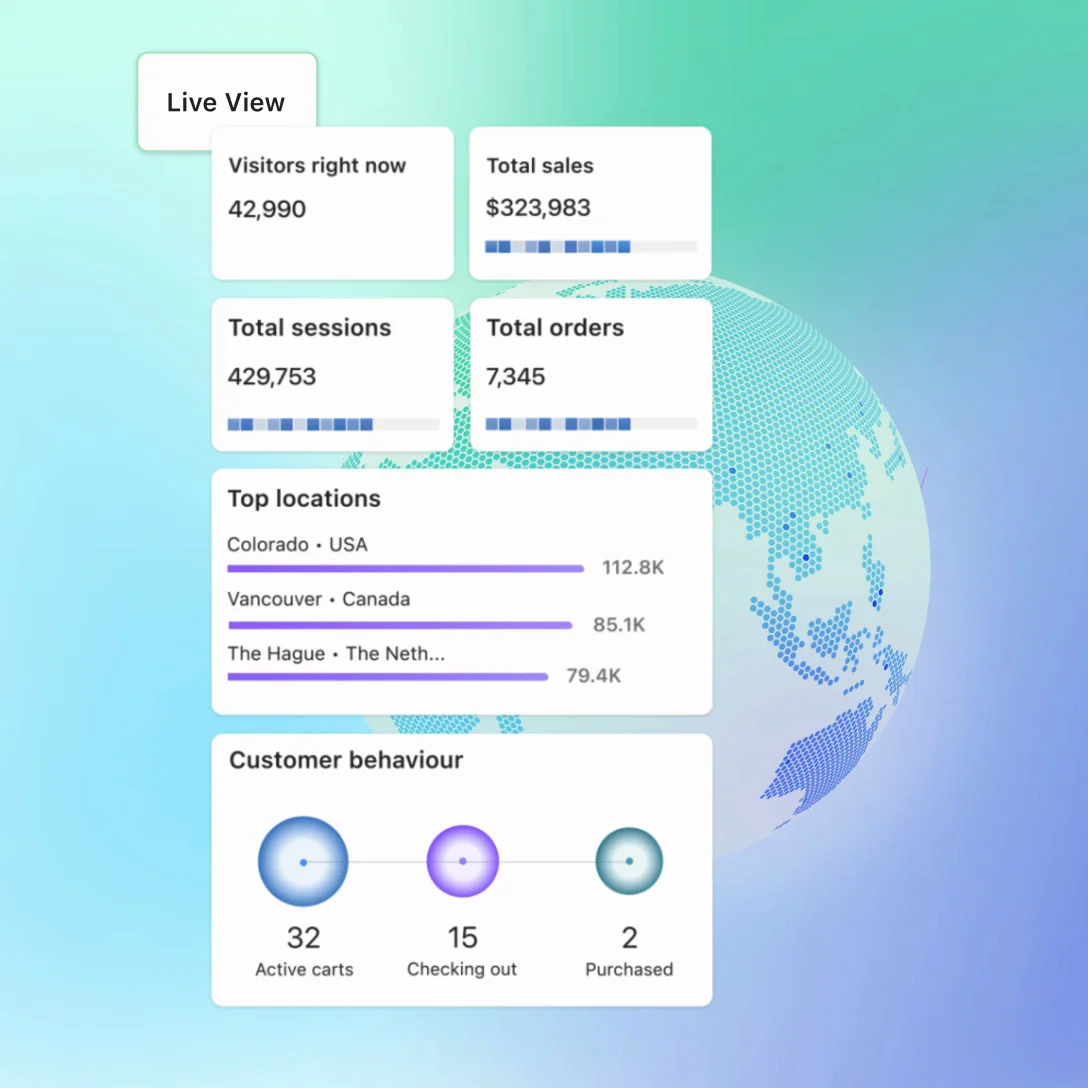 Live View
Visitors right now
42,990
Total sales
$323,983
Total sessions
429,753
Total orders
7,345
Top locations
Colorado • USA
112.8K
Vancouver • Canada
85.1K
The Hague • The Neth...
79.4K
Customer behaviour
32
Active carts
15
Checking out
2
Purchased